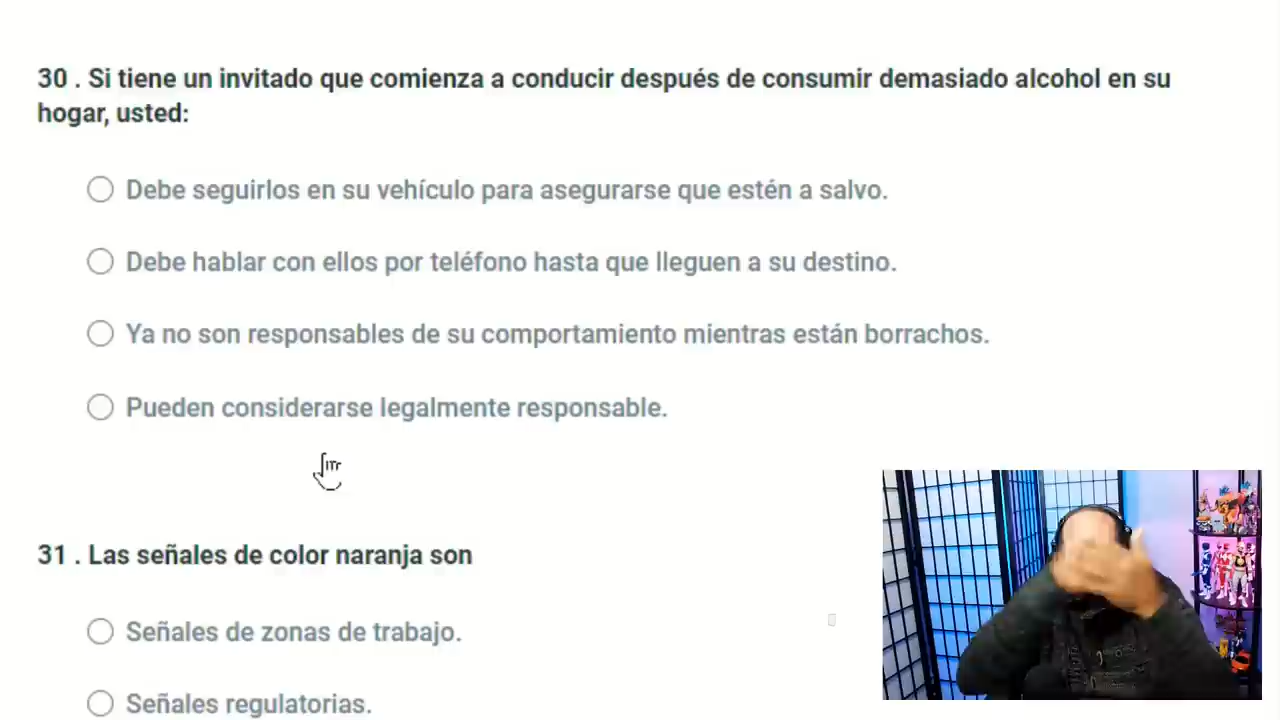 30 . Si tiene un invitado que comienza a conducir después de consumir demasiado alcohol en su
hogar, usted:
Debe seguirlos en su vehículo para asegurarse que estén a salvo.
Debe hablar con ellos por teléfono hasta que lleguen a su destino.
Ya no son responsables de su comportamiento mientras están borrachos.
Pueden considerarse legalmente responsable.
31 . Las señales de color naranja son
Señales de zonas de trabajo.
Señales regulatorias.